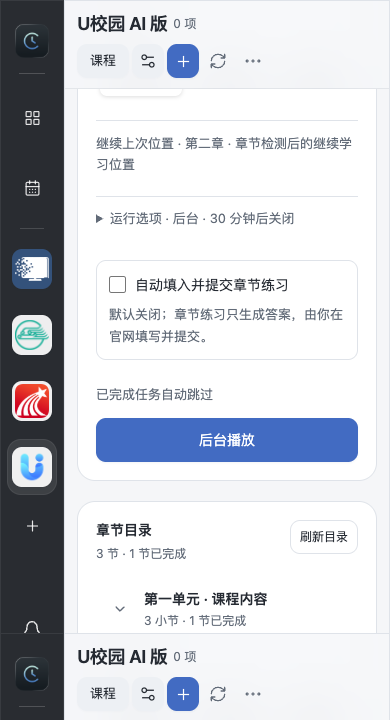 U校园 AI 版 0 项
课程
继续上次位置 · 第二章 · 章节检测后的继续学
习位置
运行选项 · 后台 · 30 分钟后关闭
自动填入并提交章节练习
默认关闭；章节练习只生成答案，由你在
官网填写并提交。
已完成任务自动跳过
后台播放
章节目录
刷新目录
3 节 · 1 节已完成
第一单元 · 课程内容
3 小节 · 1 节已完成
U校园 AI 版 0 项
课程